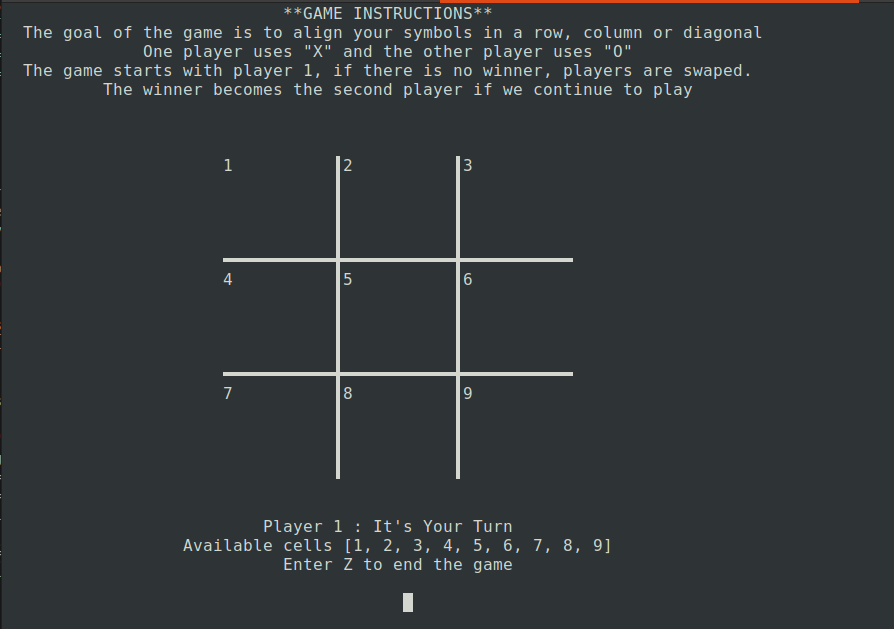 **GAME INSTRUCTIONS**
The goal of the game is to align your symbols in a row, column or diagonal
One player uses "X" and the other player uses "O"
The game starts with player 1, if there is no winner, players are swaped.
The winner becomes the second player if we continue to play
1 2 3
4 5 6
7 8 9
Player 1 : It's Your Turn
Available cells [1, 2, 3, 4, 5, 6, 7, 8, 9]
Enter Z to end the game